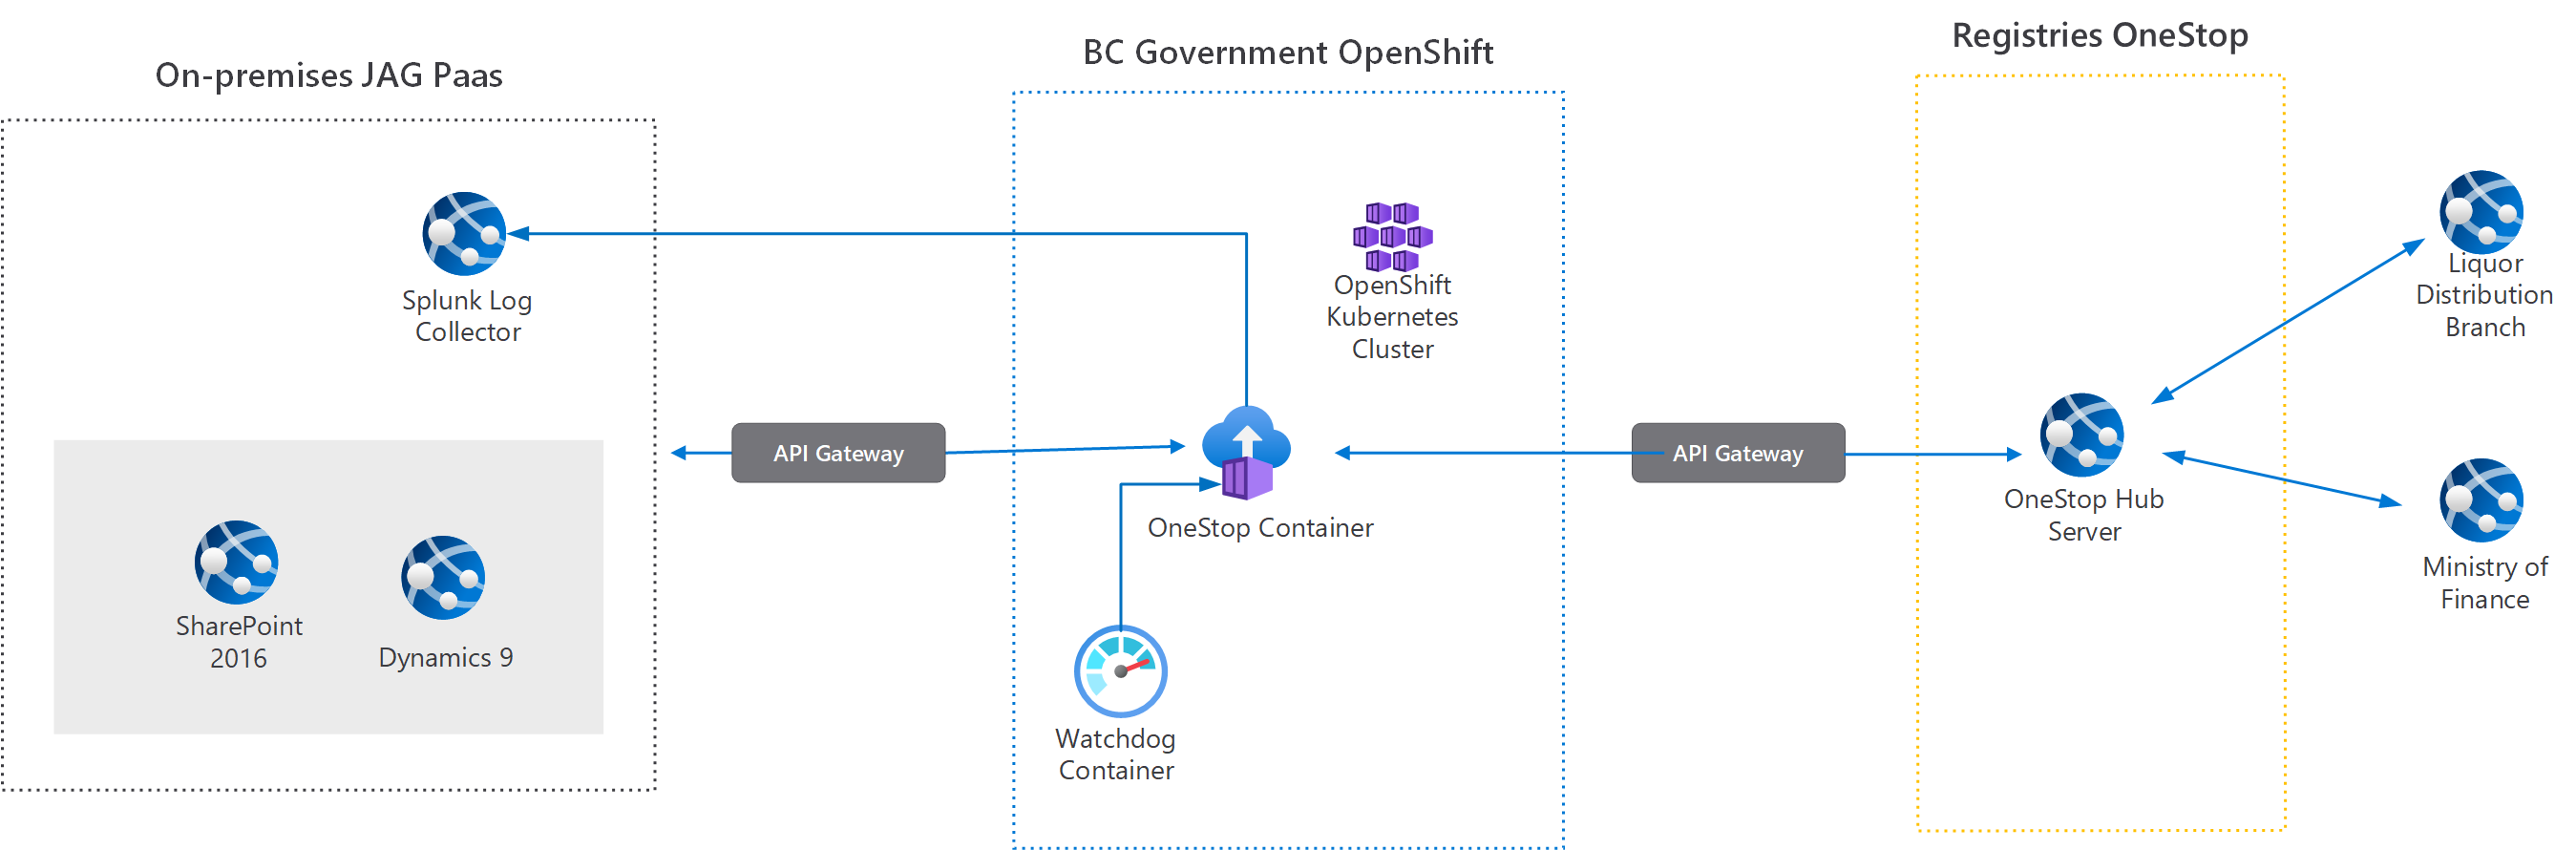 On-premises JAG Paas
BC Government OpenShift
Registries OneStop
Splunk Log
Collector
OpenShift
Kubernetes
Cluster
Liquor
Distribution
Branch
API Gateway
API Gateway
OneStop Container
OneStop Hub
Server
SharePoint
2016
Dynamics 9
Ministry of
Finance
Watchdog
Container